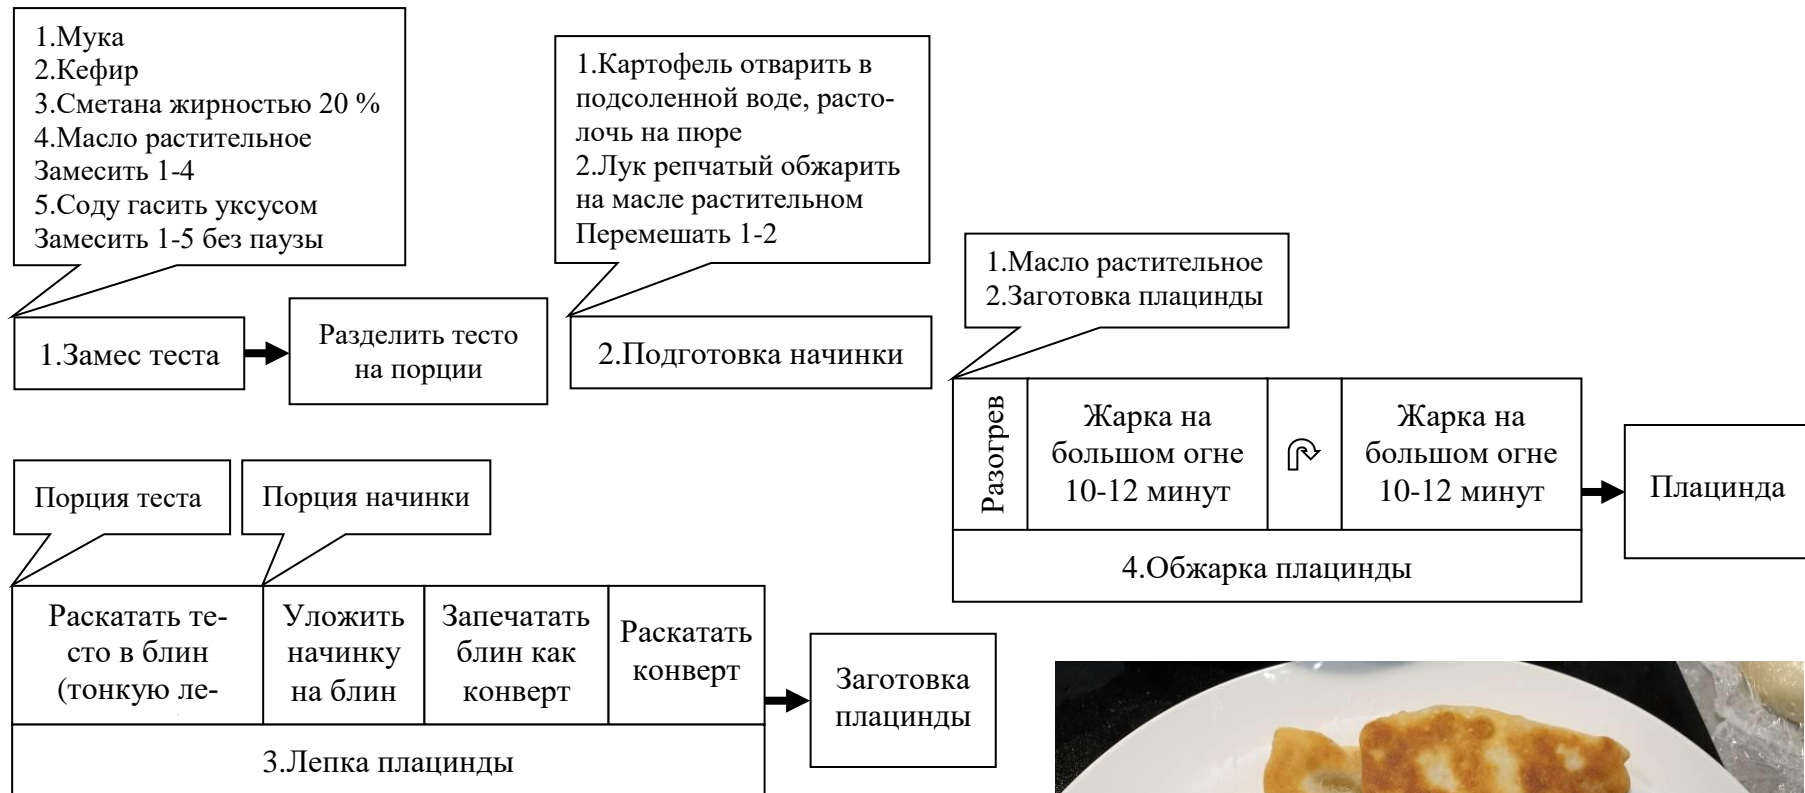 1.Мука
2.Кефир
3.Сметана жирностью 20 %
4.Масло растительное
Замесить 1-4
5.Соду гасить уксусом
Замесить 1-5 без паузы
1.Замес теста
Разделить тесто
на порции
1.Картофель отварить в
подсоленной воде, расто-
лочь на пюре
2.Лук репчатый обжарить
на масле растительном
Перемешать 1-2
2.Подготовка начинки
1.Масло растительное
2.Заготовка плацинды
Разогрев
Жарка на
большом огне
10-12 минут
Жарка на
большом огне
10-12 минут
4.Обжарка плацинды
Плацинда
Порция теста
Порция начинки
Раскатать те-
сто в блин
(тонкую ле-
Уложить
начинку
на блин
Запечатать
блин как
конверт
Раскатать
конверт
3.Лепка плацинды
Заготовка
плацинды